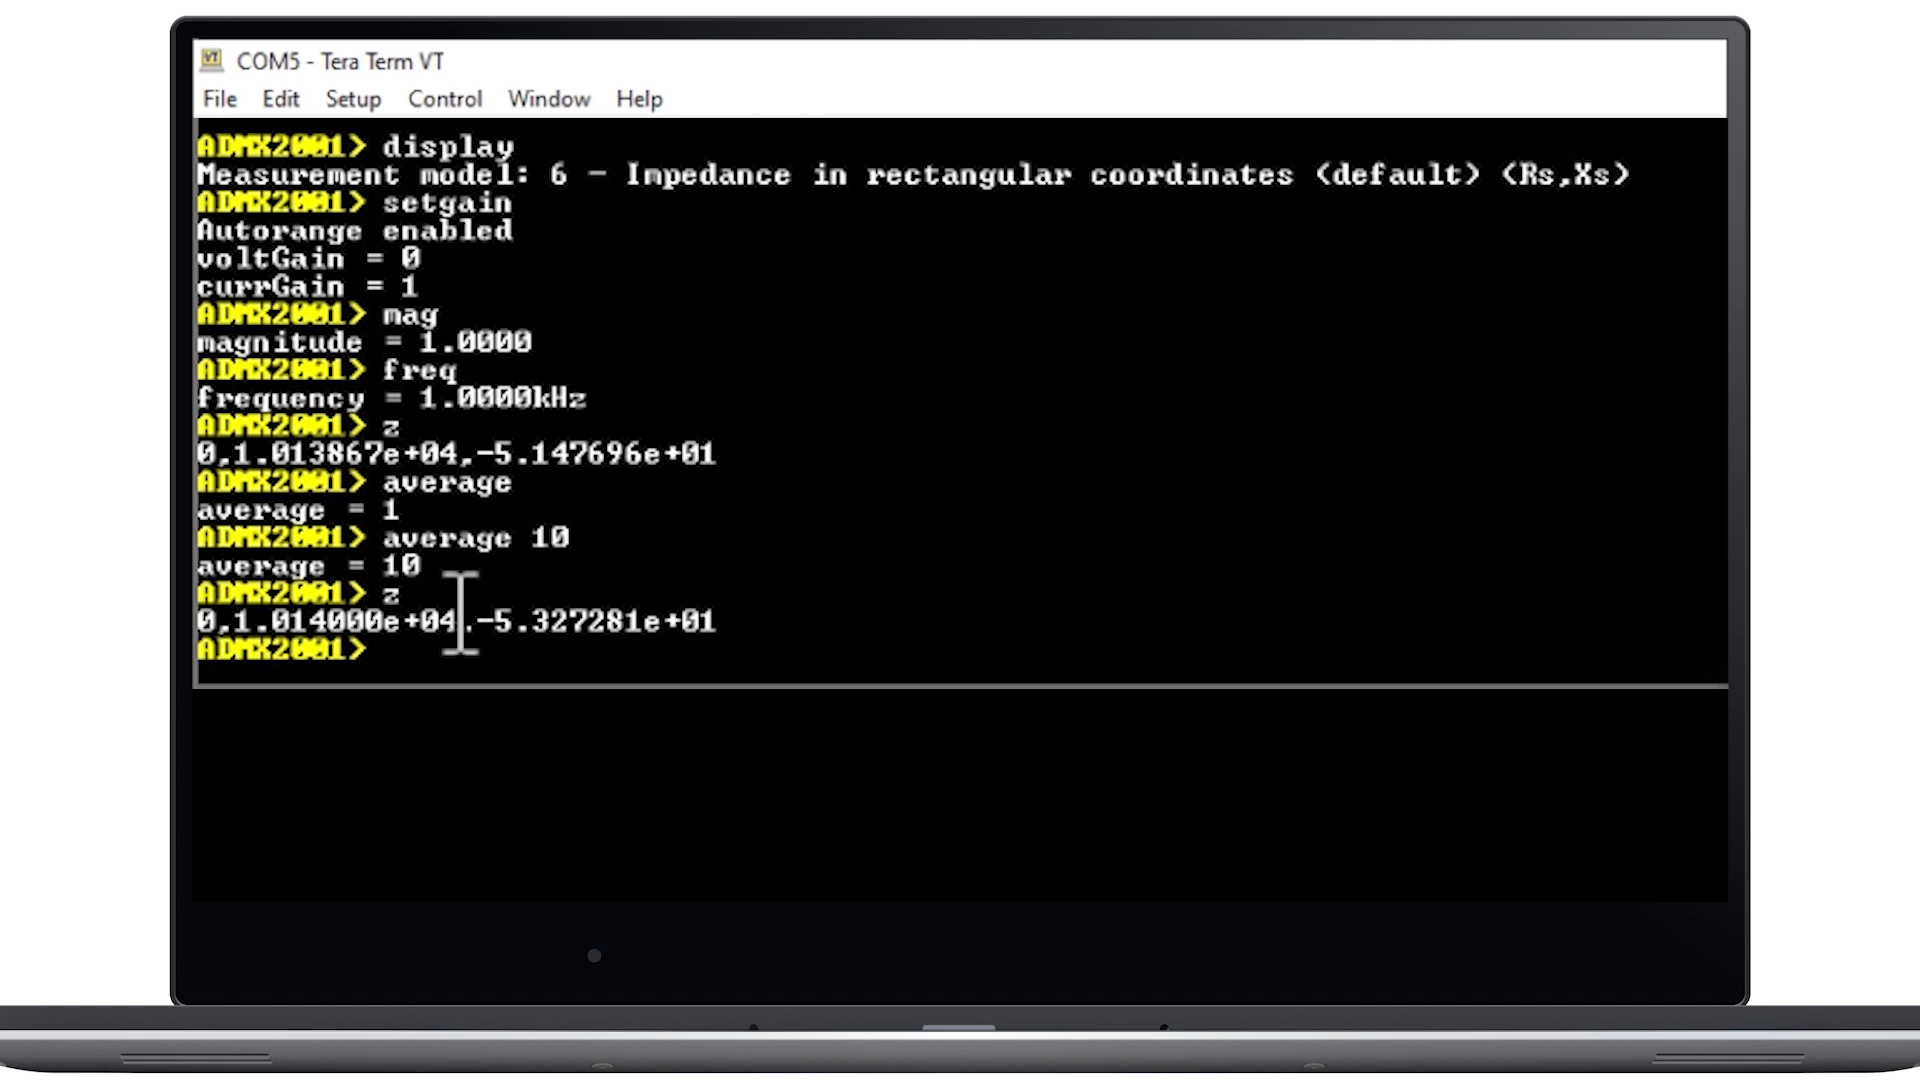 COM5 - Tera Term VT
File Edit Setup Control Window Help
ADMX2001> display
Measurement model: 6 - Impedance in rectangular coordinates (default) (Rs,Xs)
ADMX2001> setgain
Autorange enabled
voltGain = 0
currGain = 1
ADMX2001> mag
magnitude = 1.0000
ADMX2001> freq
frequency = 1.0000kHz
ADMX2001> z
0,1.013867e+04,-5.147696e+01
ADMX2001> average
average = 1
ADMX2001> average 10
average = 10
ADMX2001> z
0,1.014000e+04,-5.327281e+01
ADMX2001>